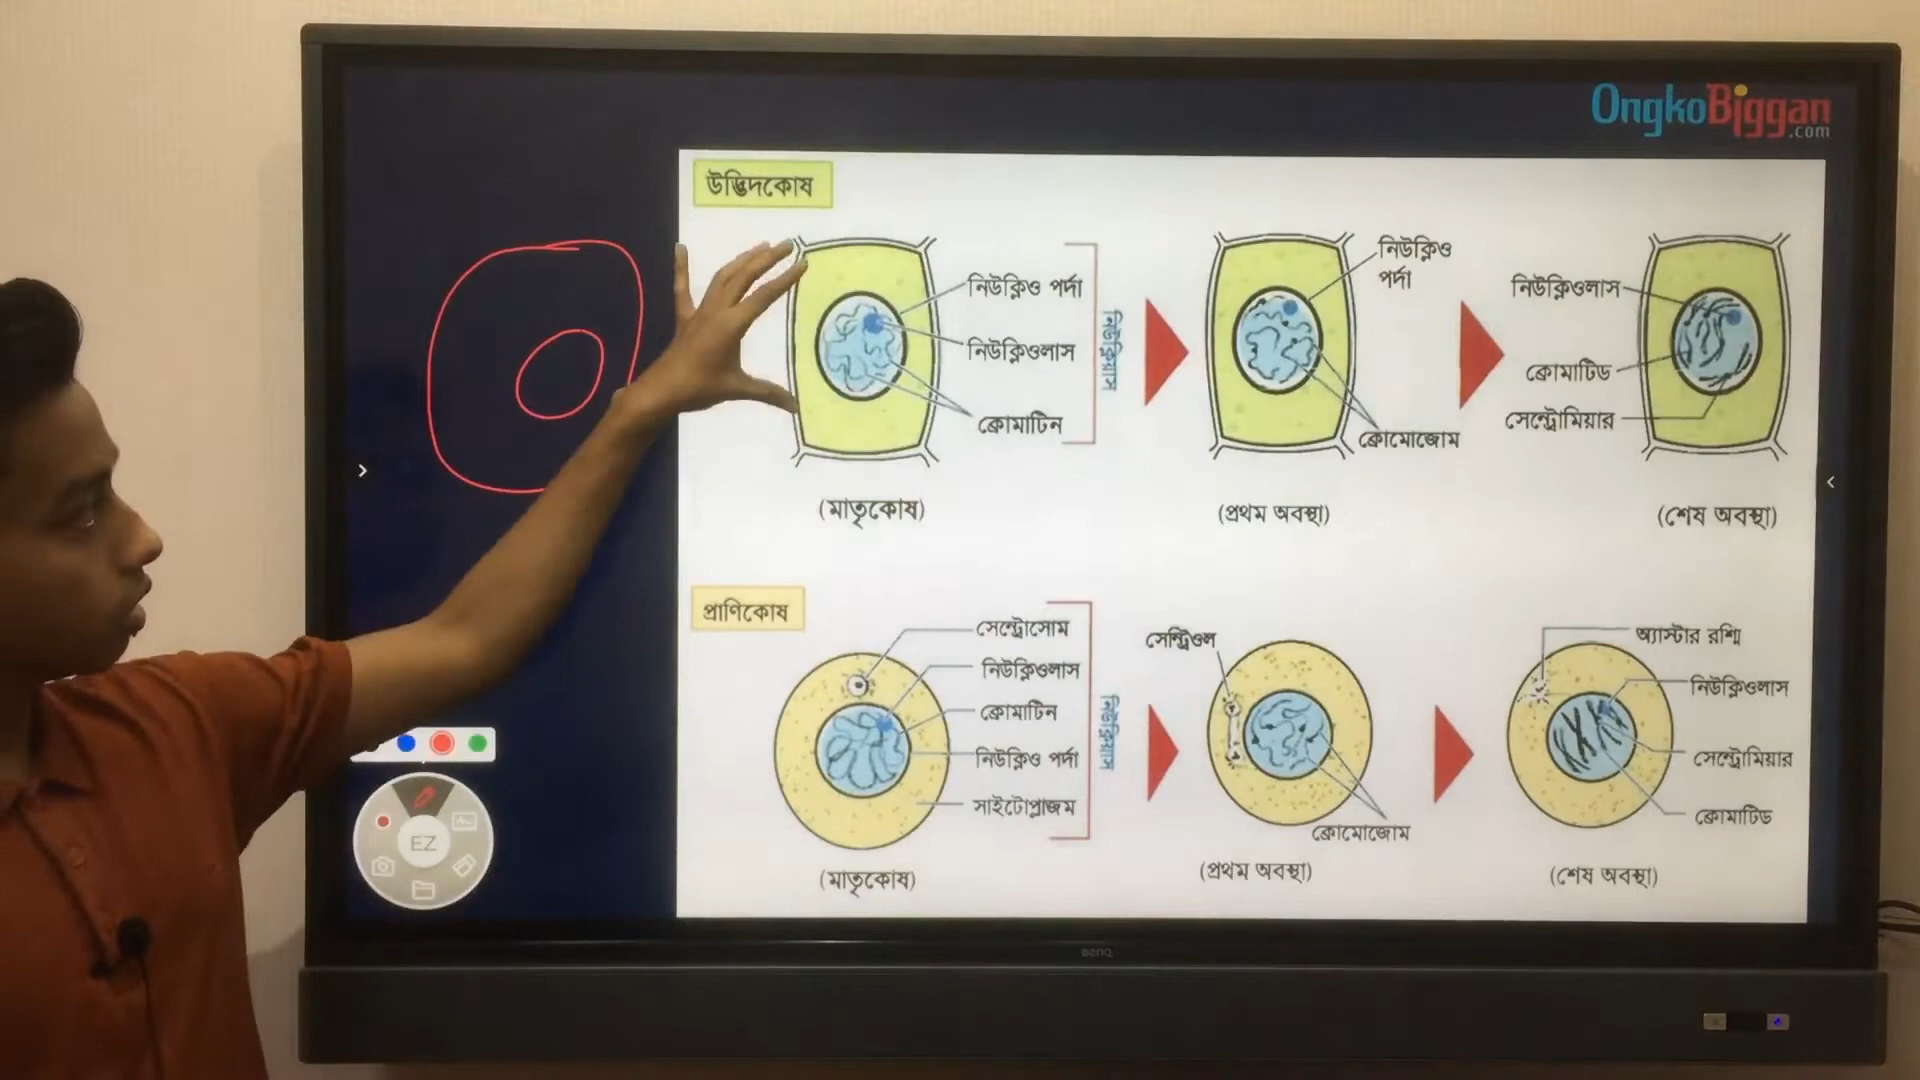 OngkoBiggan
.com
উদ্ভিদকোষ
নিউক্লিও পর্দা
নিউক্লিওলাস
ক্রোমাটিন
নিউক্লিয়াস
(মাতৃকোষ)
নিউক্লিও
পর্দা
ক্রোমোজোম
(প্রথম অবস্থা)
নিউক্লিওলাস
ক্রোমাটিড
সেন্ট্রোমিয়ার
(শেষ অবস্থা)
প্রাণিকোষ
সেন্ট্রোসোম
নিউক্লিওলাস
ক্রোমাটিন
নিউক্লিও পর্দা
সাইটোপ্লাজম
নিউক্লিয়াস
(মাতৃকোষ)
সেন্ট্রিওল
ক্রোমোজোম
(প্রথম অবস্থা)
অ্যাস্টার রশ্মি
নিউক্লিওলাস
সেন্ট্রোমিয়ার
ক্রোমাটিড
(শেষ অবস্থা)
EZ
BenQ